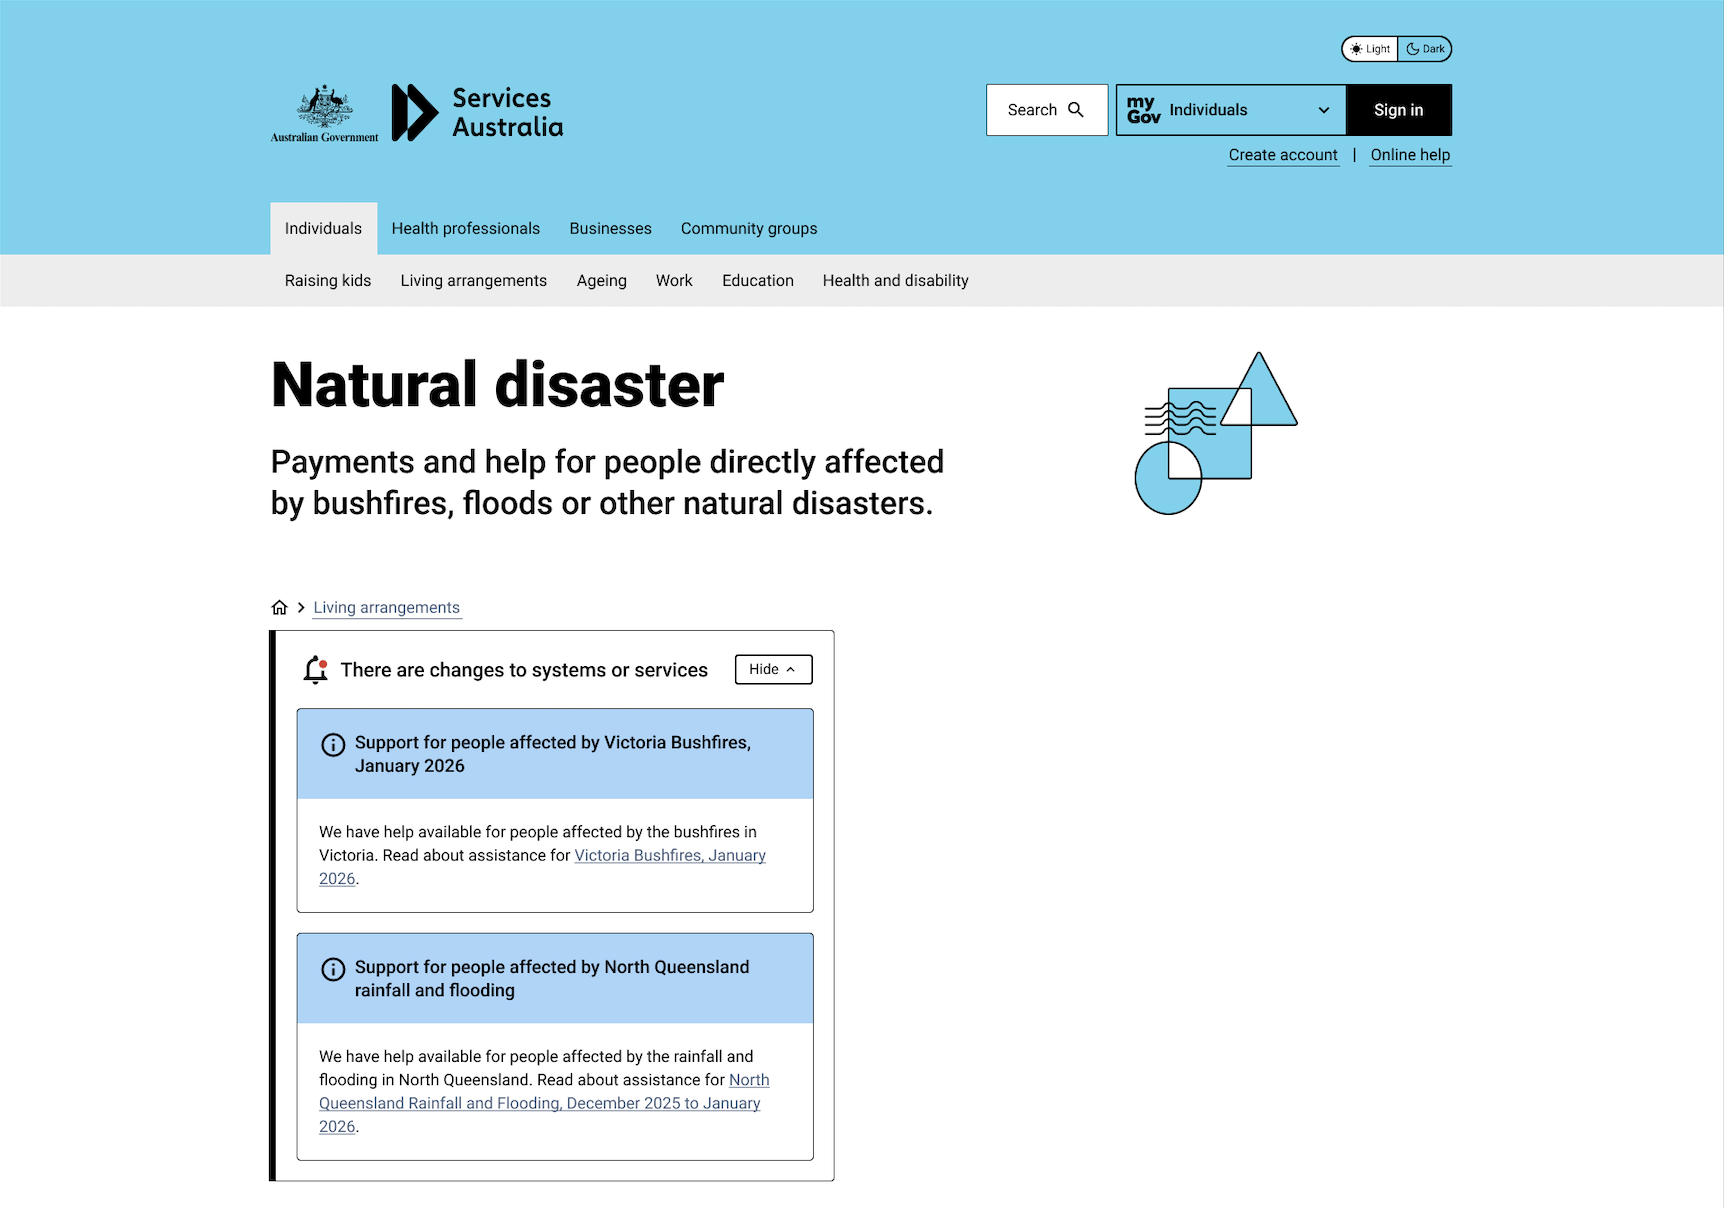 Light
Dark
Australian Government
Services
Australia
Search
my
Gov
Individuals
Sign in
Create account | Online help
Individuals
Health professionals
Businesses
Community groups
Raising kids
Living arrangements
Ageing
Work
Education
Health and disability
Natural disaster
Payments and help for people directly affected
by bushfires, floods or other natural disasters.
Living arrangements
There are changes to systems or services
Hide
Support for people affected by Victoria Bushfires,
January 2026
We have help available for people affected by the bushfires in
Victoria. Read about assistance for Victoria Bushfires, January
2026.
Support for people affected by North Queensland
rainfall and flooding
We have help available for people affected by the rainfall and
flooding in North Queensland. Read about assistance for North
Queensland Rainfall and Flooding, December 2025 to January
2026.